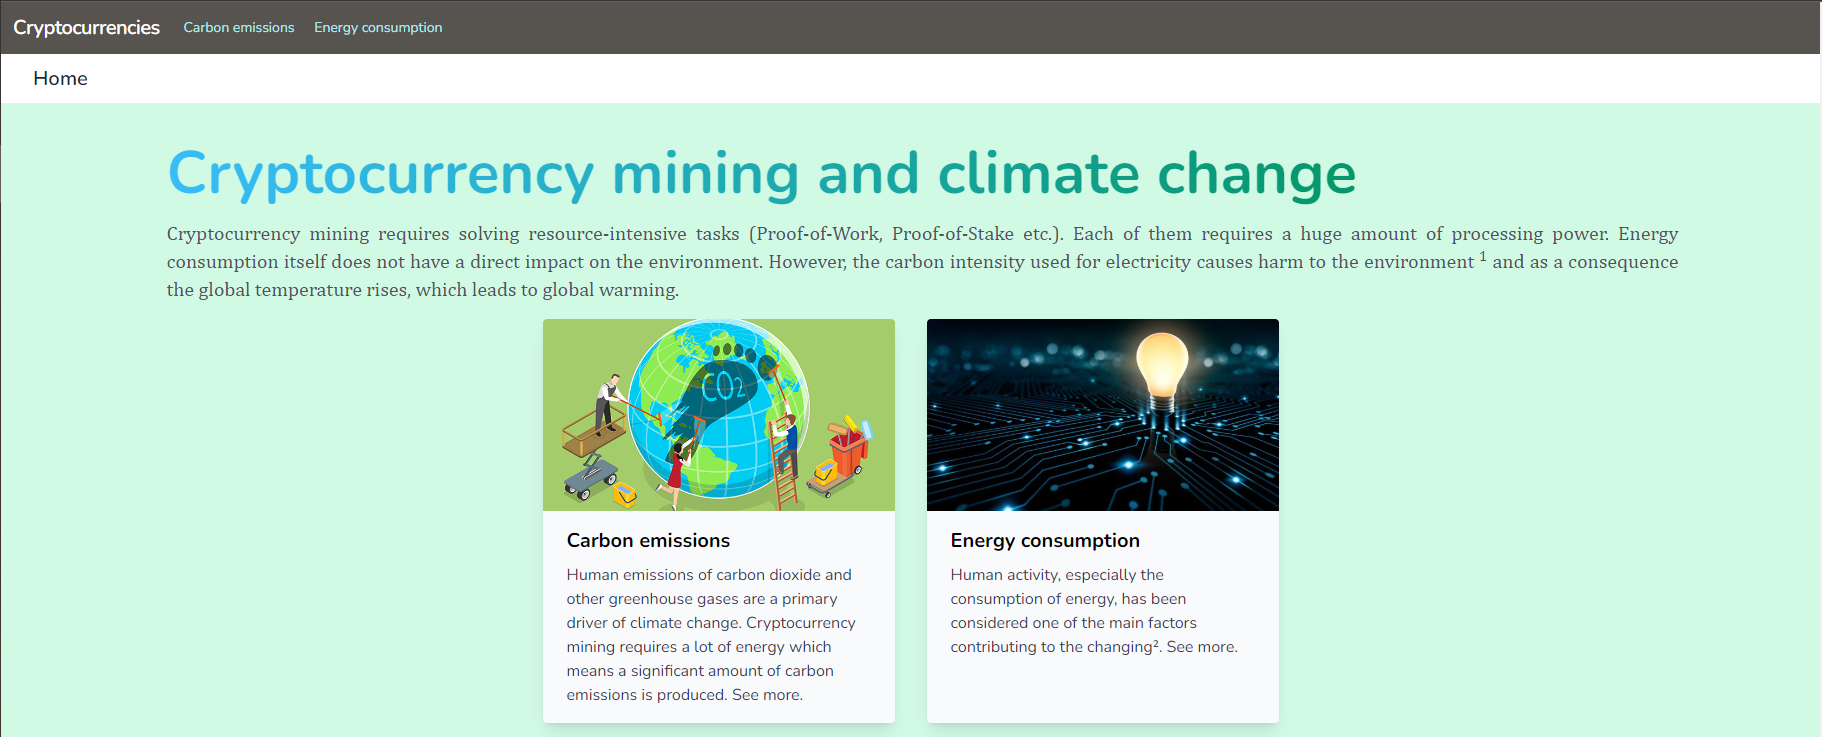 Cryptocurrencies Carbon emissions Energy consumption
Home
Cryptocurrency mining and climate change
Cryptocurrency mining requires solving resource-intensive tasks (Proof-of-Work, Proof-of-Stake etc.). Each of them requires a huge amount of processing power. Energy
consumption itself does not have a direct impact on the environment. However, the carbon intensity used for electricity causes harm to the environment ¹ and as a consequence
the global temperature rises, which leads to global warming.
CO2
Carbon emissions
Human emissions of carbon dioxide and
other greenhouse gases are a primary
driver of climate change. Cryptocurrency
mining requires a lot of energy which
means a significant amount of carbon
emissions is produced. See more.
Energy consumption
Human activity, especially the
consumption of energy, has been
considered one of the main factors
contributing to the changing². See more.